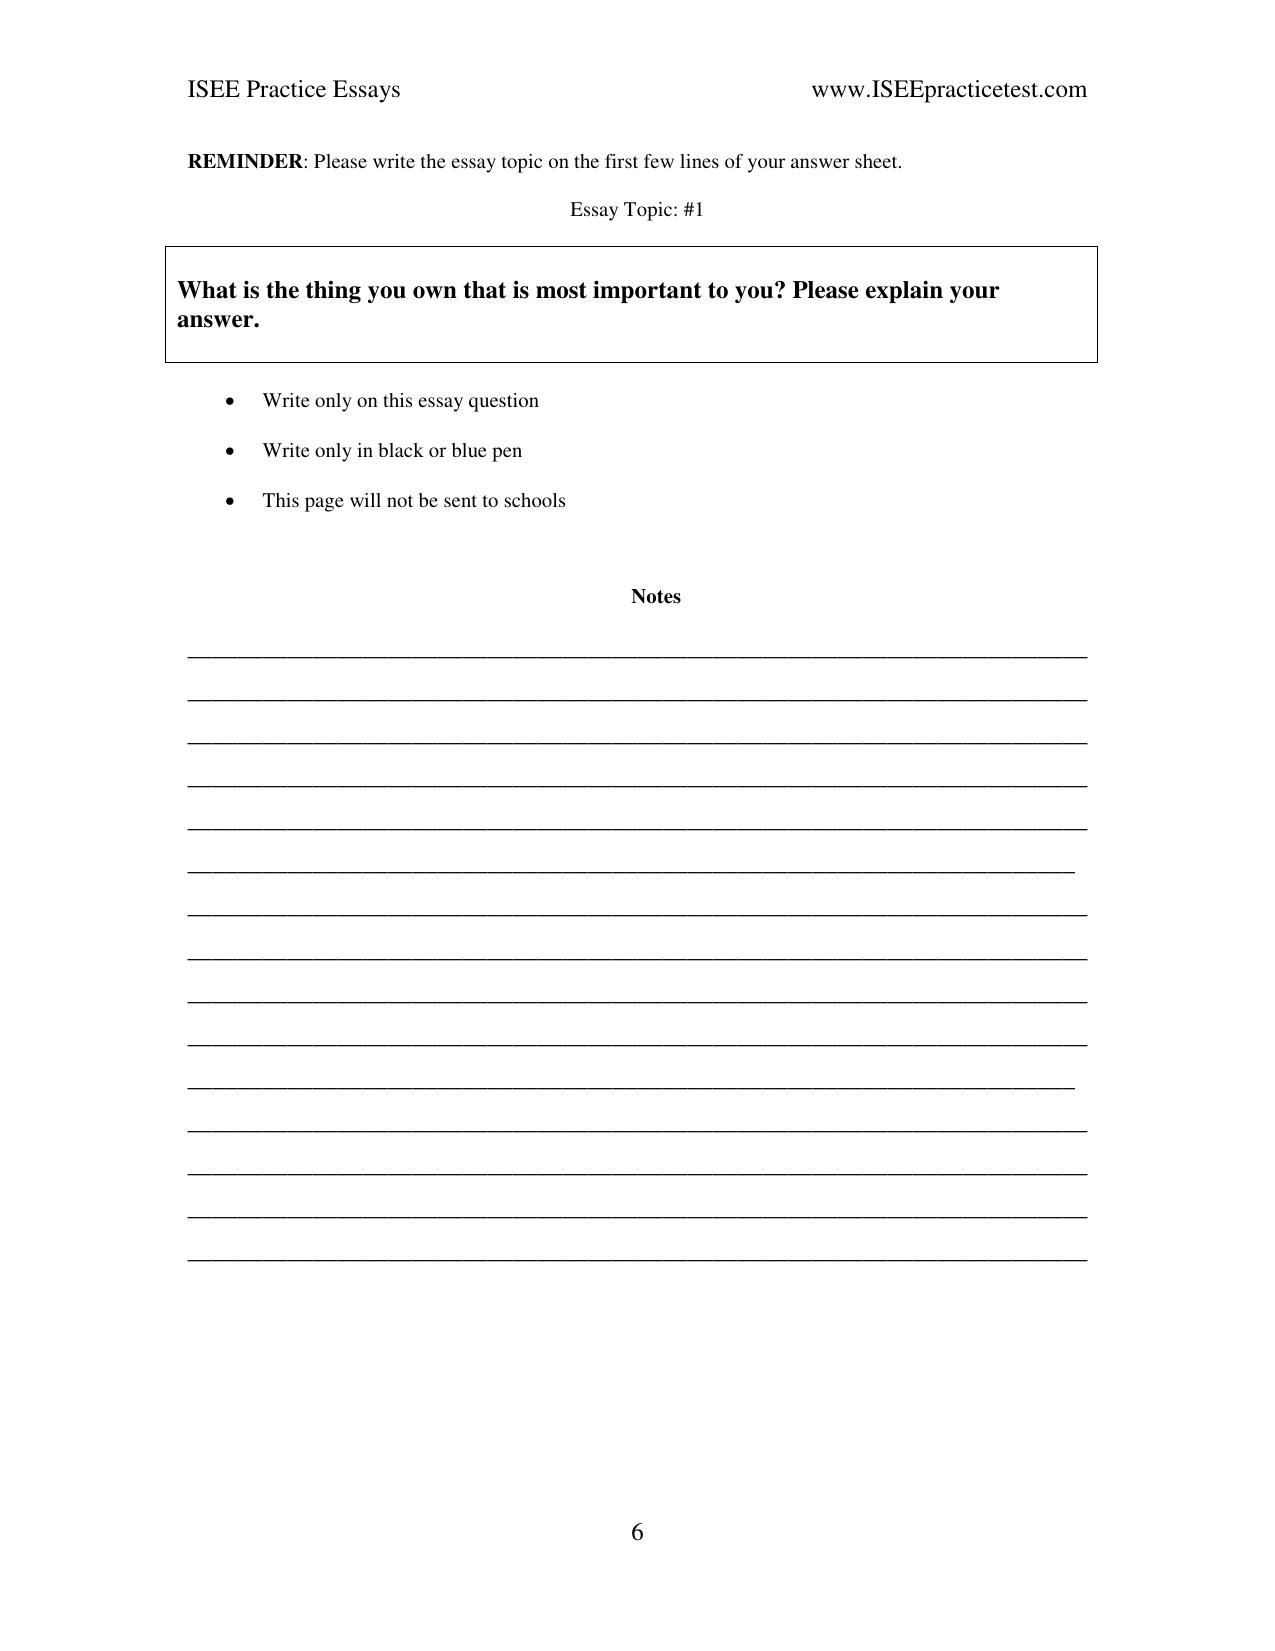 ISEE Practice Essays www.ISEEpracticetest.com
REMINDER: Please write the essay topic on the first few lines of your answer sheet.
Essay Topic: #1
What is the thing you own that is most important to you? Please explain your
answer.
• Write only on this essay question
• Write only in black or blue pen
• This page will not be sent to schools
Notes
6